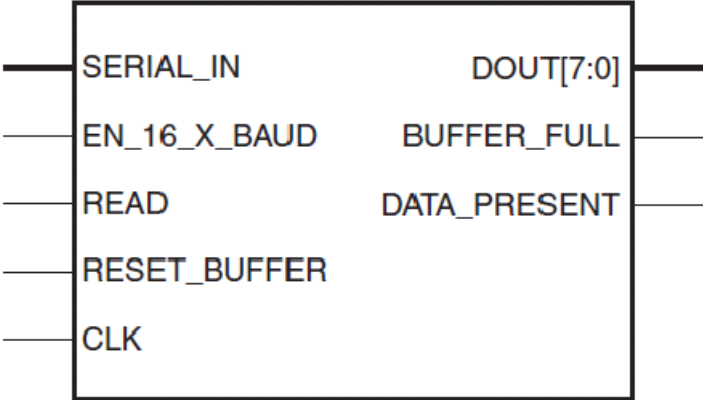 SERIAL_IN DOUT[7:0]
EN_16_X_BAUD BUFFER_FULL
READ DATA_PRESENT
RESET_BUFFER
CLK